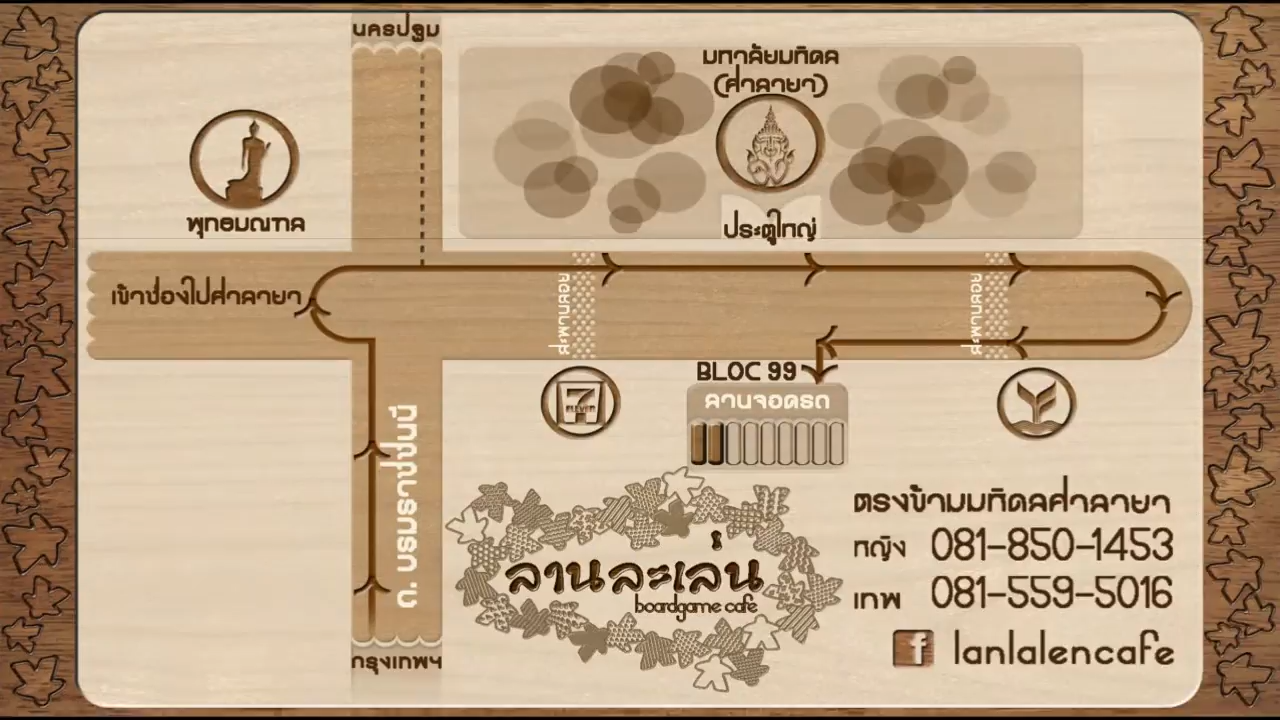 นครปฐม
มหาลัยมหิดล
(ศาลายา)
พุทธมณฑล
ประตูใหญ่
เข้าช่องไปศาลายา
สะพานลอย
สะพานลอย
BLOC 99
ลานจอดรถ
7
ELEVEN
ถ. บรมราชชนนี
กรุงเทพฯ
ลานละเล่น
boardgame cafe
ตรงข้ามมหิดลศาลายา
หญิง 081-850-1453
เทพ 081-559-5016
f lanlalencafe